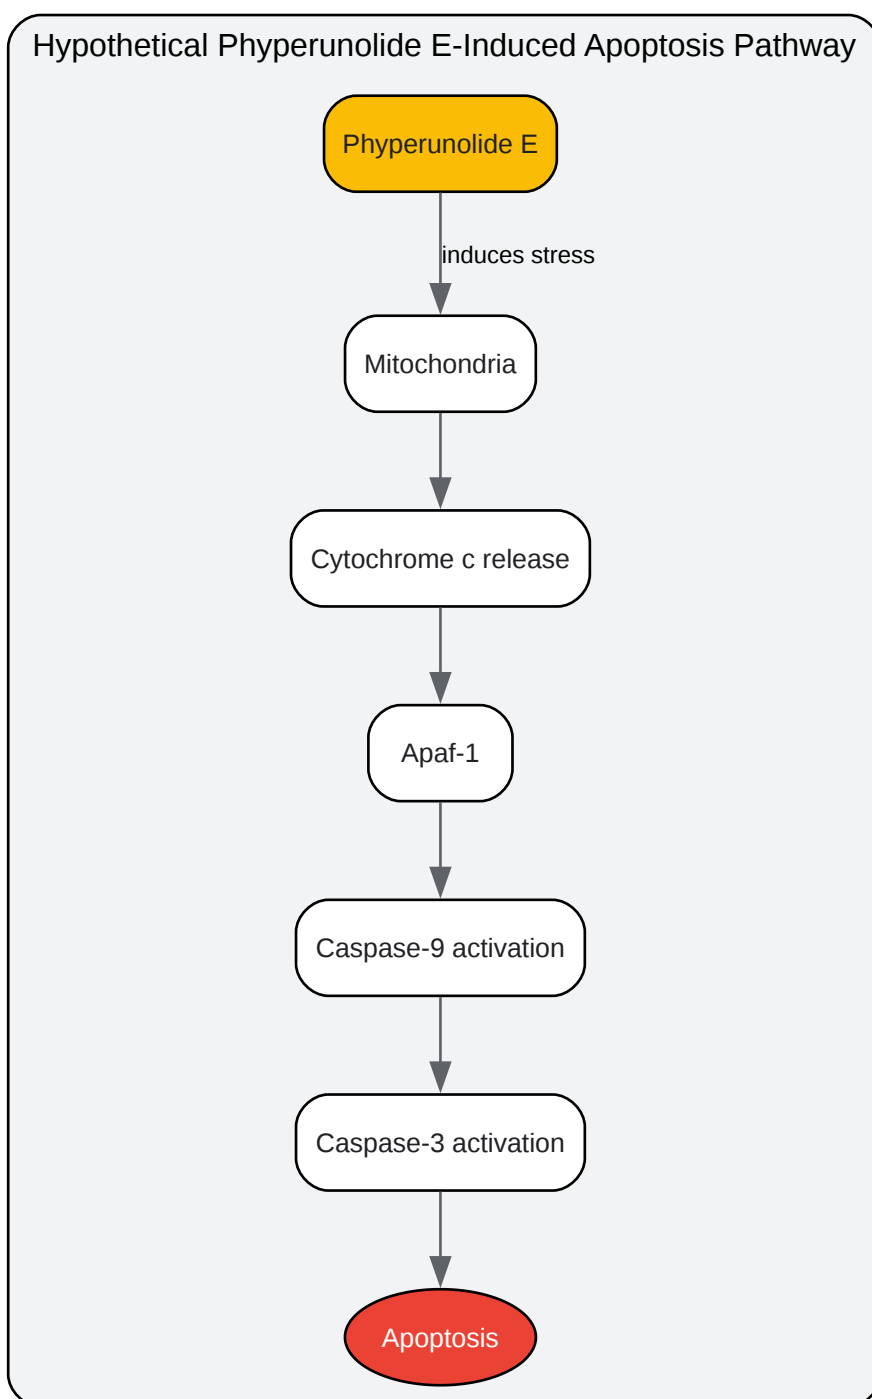 Hypothetical Phyperunolide E-Induced Apoptosis Pathway
Phyperunolide E
induces stress
Mitochondria
Cytochrome c release
Apaf-1
Caspase-9 activation
Caspase-3 activation
Apoptosis